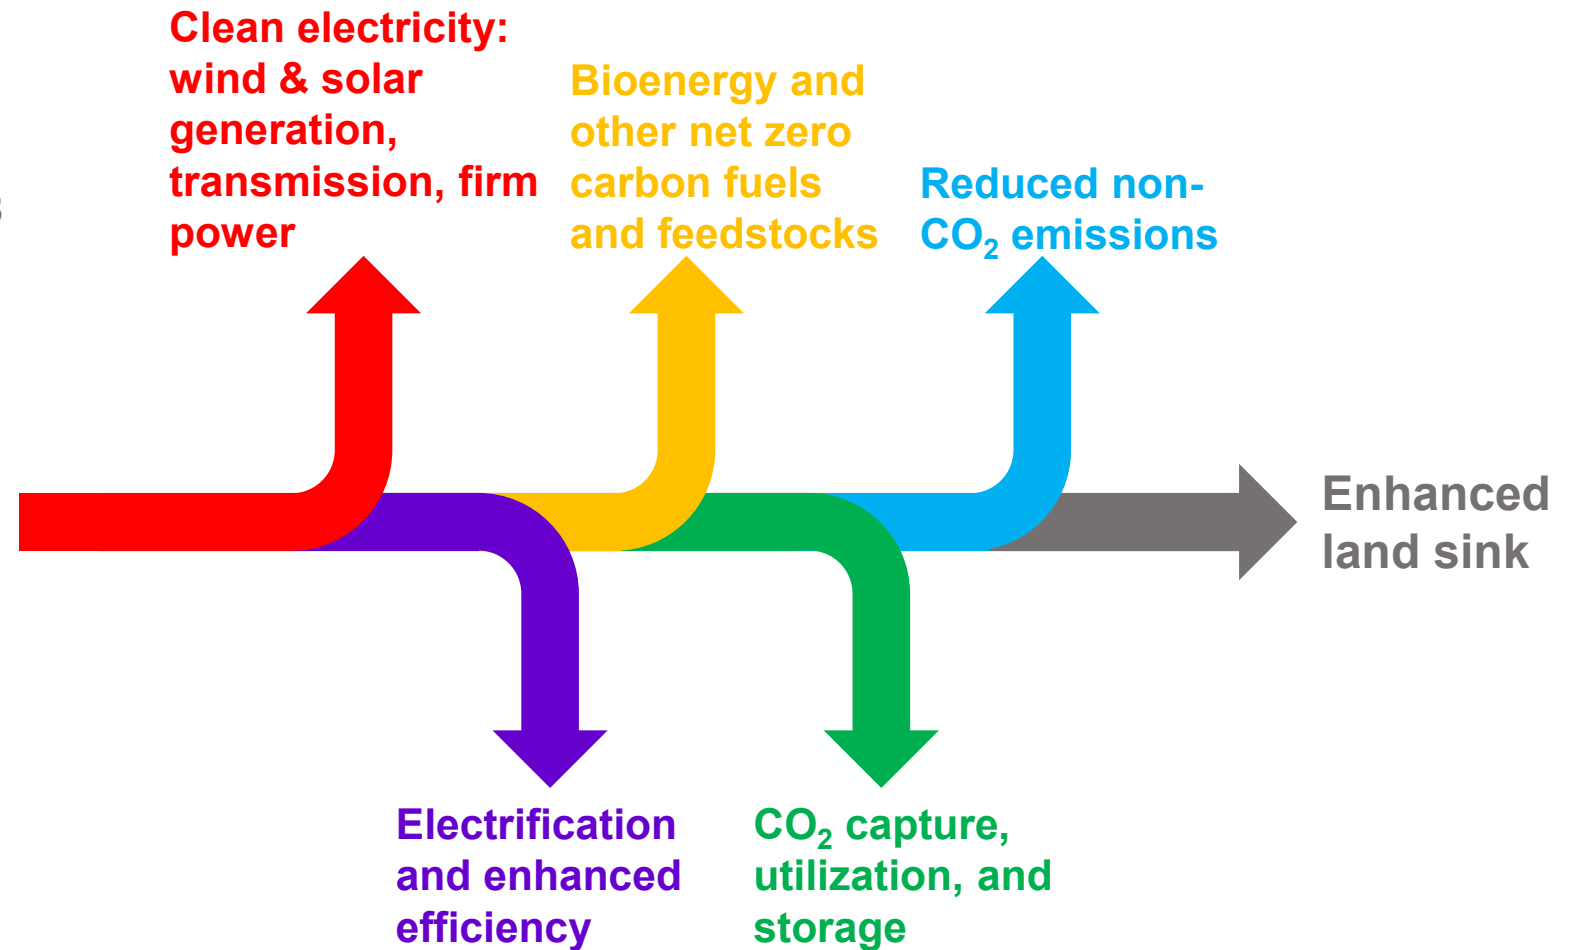 Clean electricity:
wind & solar
generation,
transmission, firm
power
Bioenergy and
other net zero
carbon fuels
and feedstocks
Reduced non-
CO₂ emissions
Enhanced
land sink
Electrification
and enhanced
efficiency
CO₂ capture,
utilization, and
storage